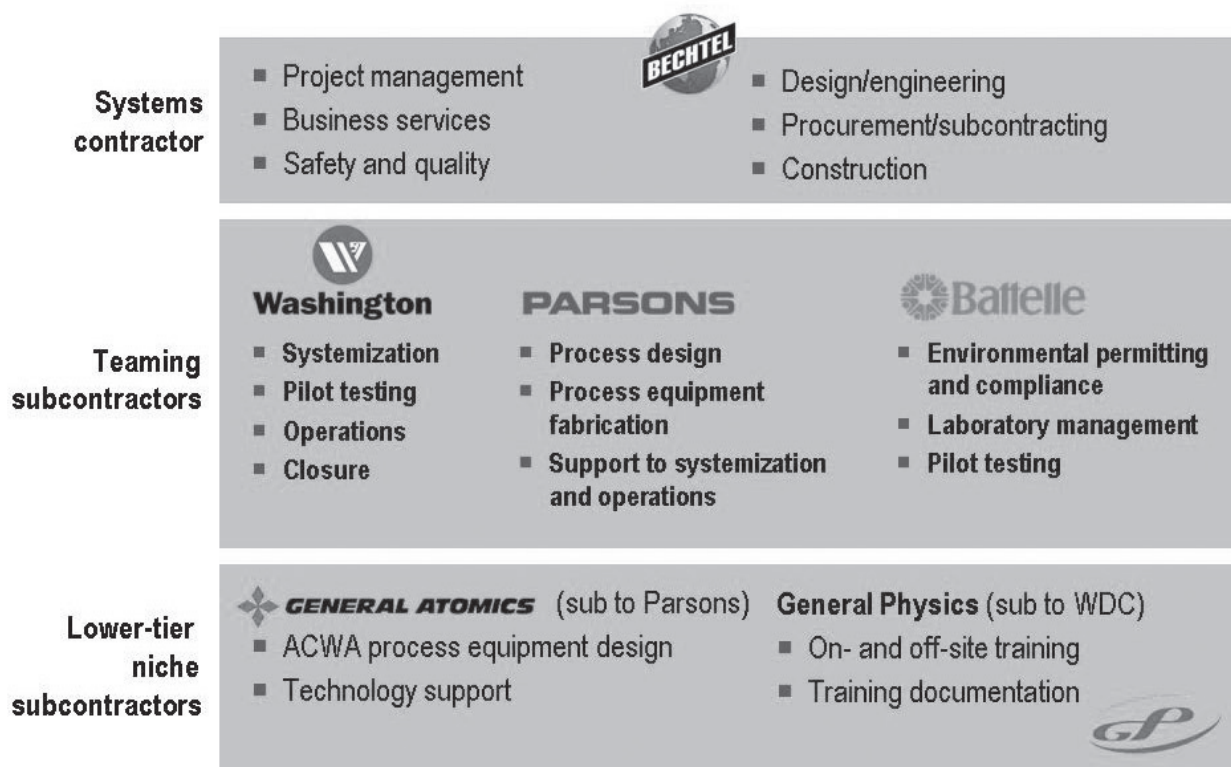 Systems
contractor
BECHTEL
■ Project management
■ Business services
■ Safety and quality
■ Design/engineering
■ Procurement/subcontracting
■ Construction
Teaming
subcontractors
Washington
■ Systemization
■ Pilot testing
■ Operations
■ Closure
PARSONS
■ Process design
■ Process equipment
fabrication
■ Support to systemization
and operations
Battelle
■ Environmental permitting
and compliance
■ Laboratory management
■ Pilot testing
Lower-tier
niche
subcontractors
GENERAL ATOMICS (sub to Parsons)
■ ACWA process equipment design
■ Technology support
General Physics (sub to WDC)
■ On- and off-site training
■ Training documentation
GP